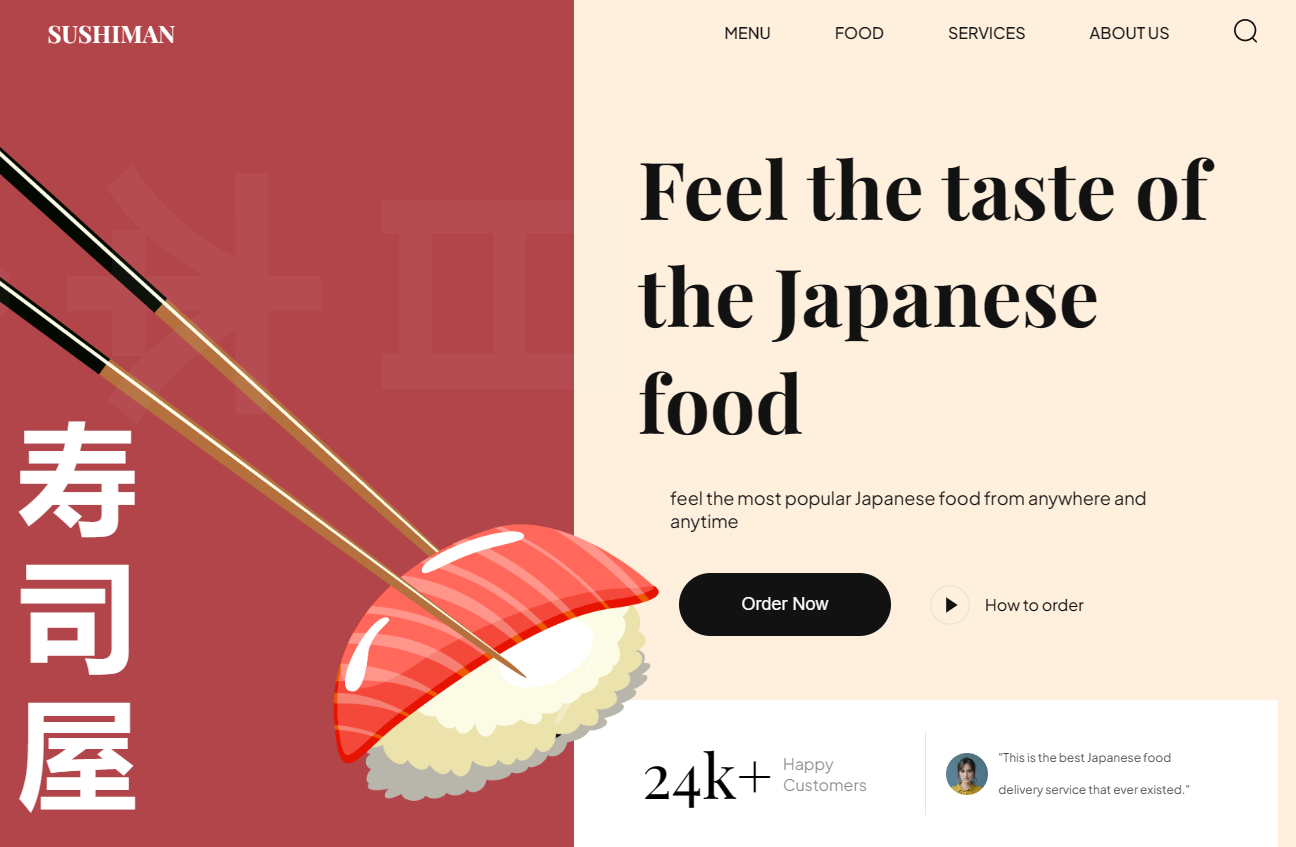 SUSHIMAN
MENU
FOOD
SERVICES
ABOUT US
Feel the taste of
the Japanese
food
feel the most popular Japanese food from anywhere and
anytime
Order Now
How to order
寿
司
屋
24k+
Happy
Customers
"This is the best Japanese food
delivery service that ever existed."